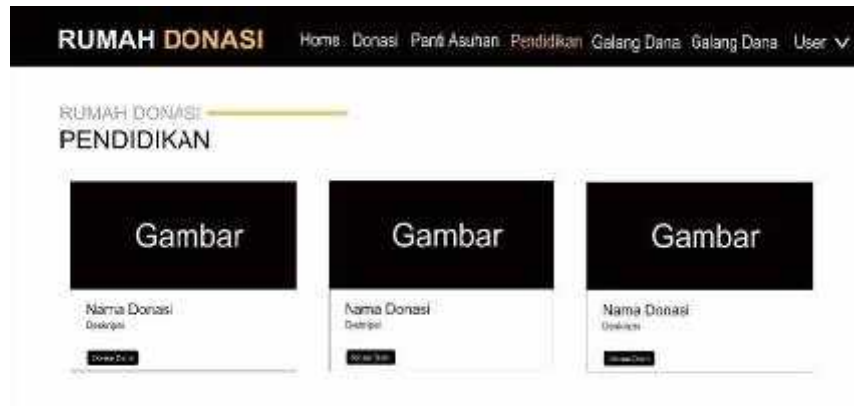 RUMAH DONASI Home Donasi Panti Asuhan Pendidikan Galang Dana Galang Dana User
RUMAH DONASI
PENDIDIKAN
Gambar Gambar Gambar
Nama Donasi Nama Donasi Nama Donasi
Deskripsi Deskripsi Deskripsi